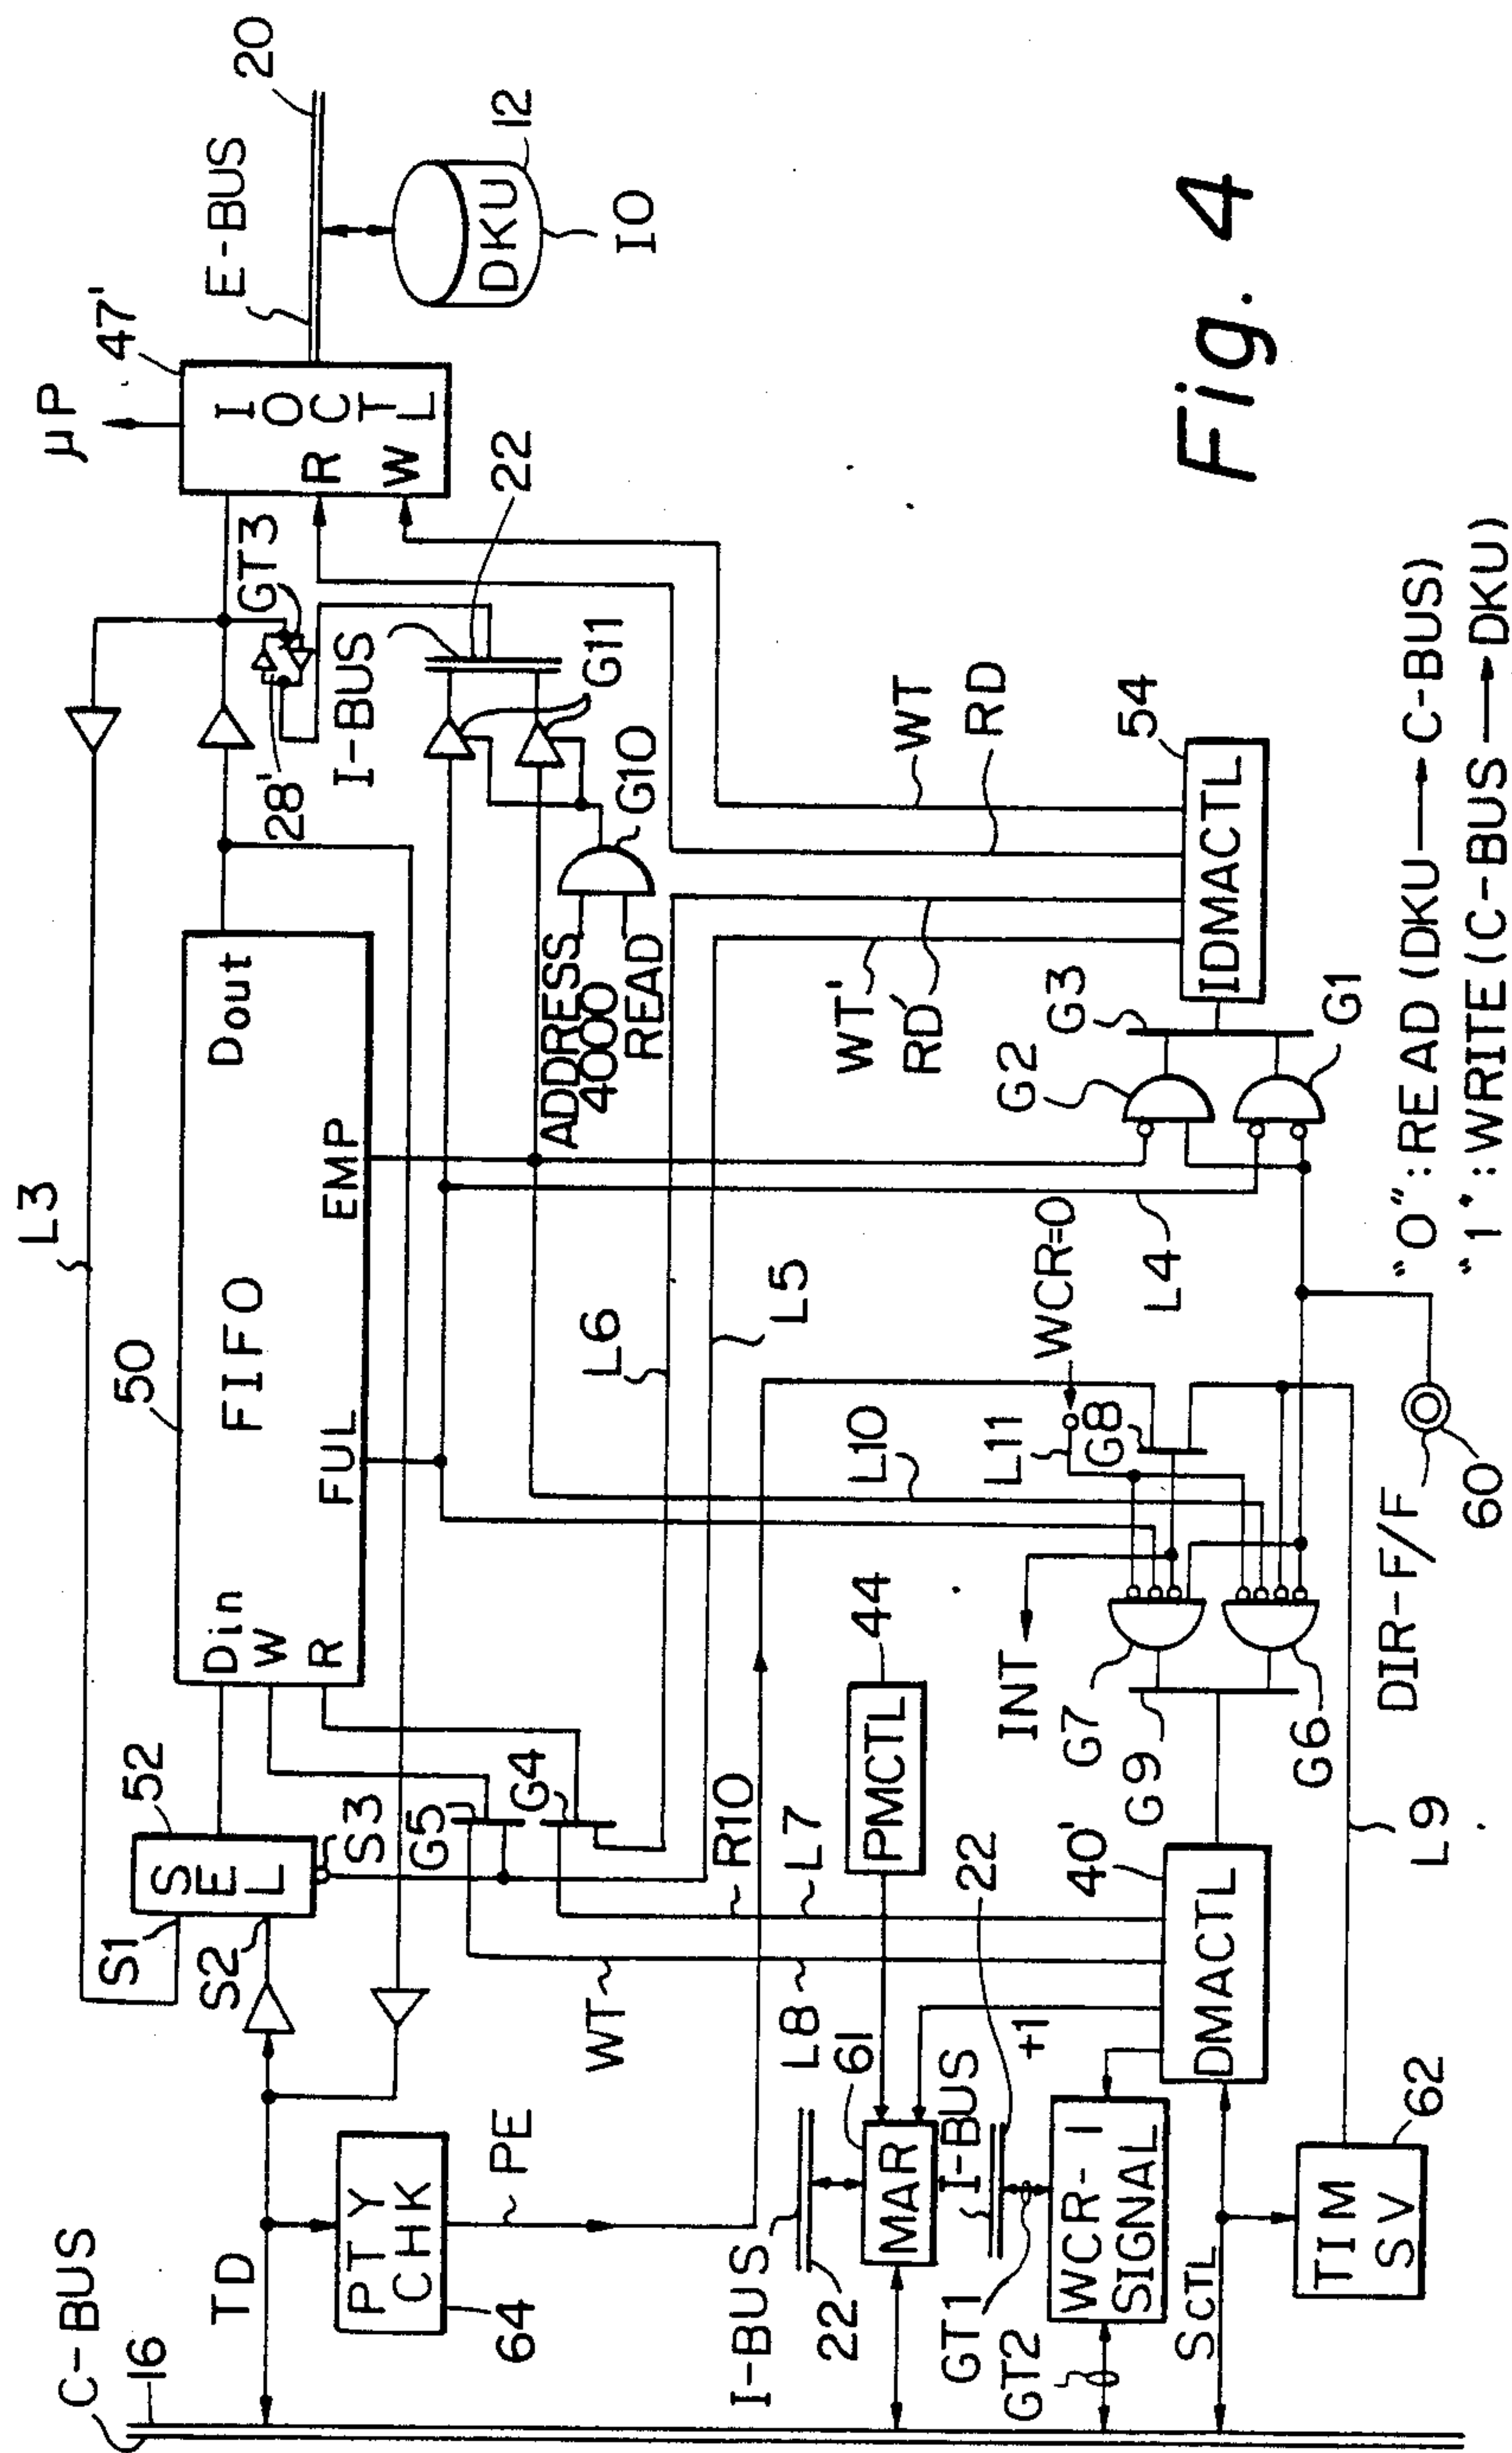 C-BUS
16
TD
PTY
CHK
64
PE
S1
S2
SEL
52
S3
L3
50
FIFO
Din
W
R
FUL
EMP
Dout
G5
G4
WT
L8
L7
R10
L6
L5
28'
GT3
I-BUS
22
G11
G10
ADDRESS
4000
READ
µP
47'
IOCTL
R
W
E-BUS
20
DKU
12
IO
WT
RD
WT'
RD'
54
IDMACTL
G3
G2
G1
L4
WCR=0
L11
L10
G8
INT
G7
G9
G6
44
PMCTL
I-BUS
22
61
MAR
+1
I-BUS
22
GT1
GT2
WCR-1
SIGNAL
40'
DMACTL
SCTL
TIM
SV
62
L9
DIR-F/F
60
"0":READ (DKU→C-BUS)
"1":WRITE(C-BUS→DKU)
Fig. 4